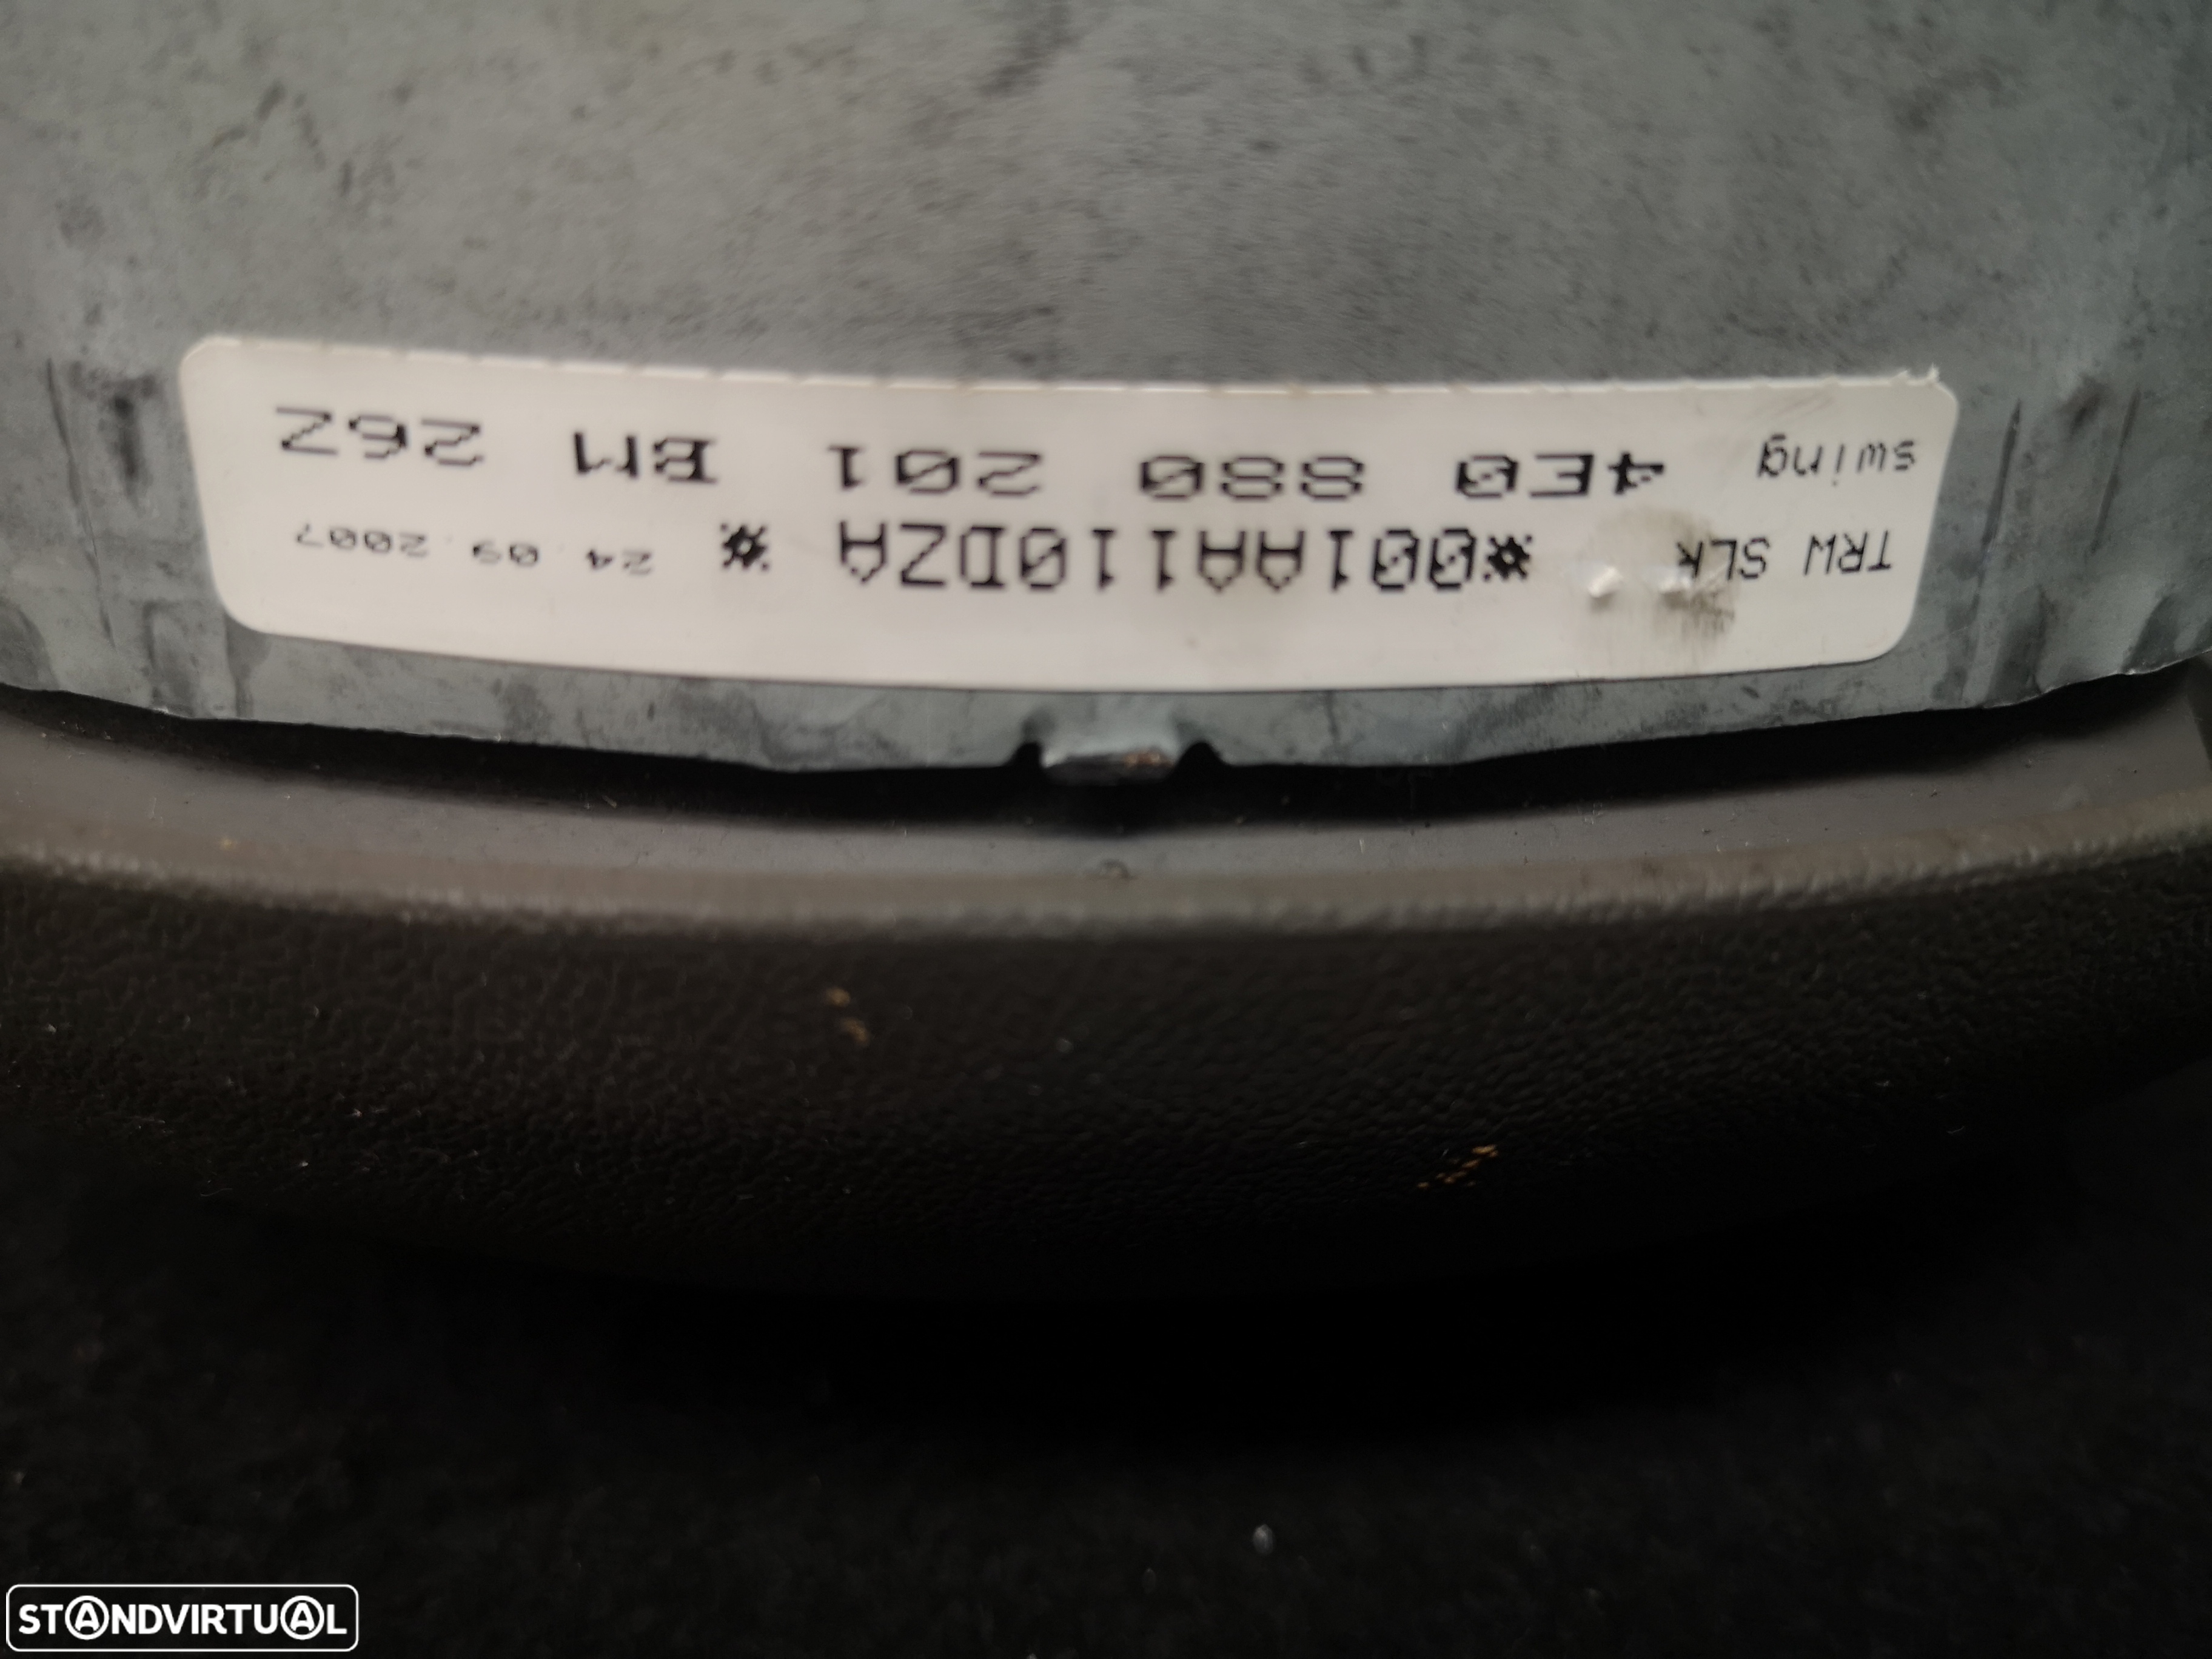 TRW SLK *001AA110DZA * 24.09.2007
swing 4E0 880 201 BM 26Z
STANDVIRTUAL